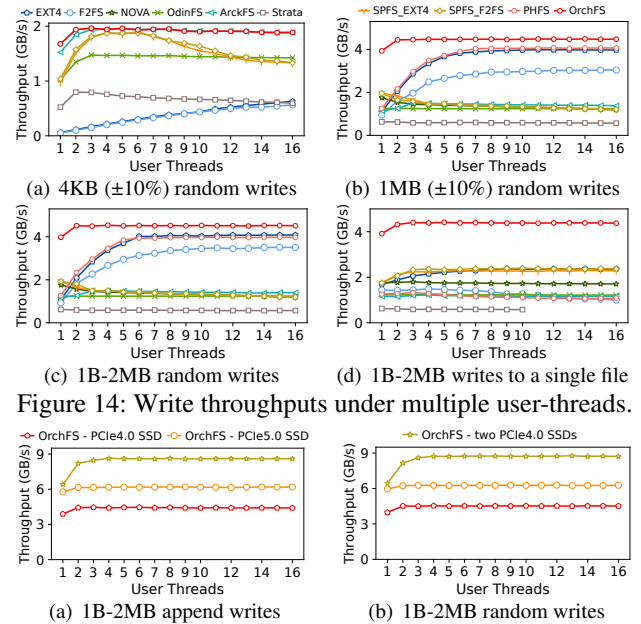 EXT4 F2FS NOVA OdinFS ArckFS Strata SPFS_EXT4 SPFS_F2FS PHFS OrchFS
Throughput (GB/s)
2
1
0
1 2 3 4 5 6 7 8 9 10 12 14 16
User Threads
(a) 4KB (±10%) random writes
Throughput (GB/s)
4
2
0
1 2 3 4 5 6 7 8 9 10 12 14 16
User Threads
(b) 1MB (±10%) random writes
Throughput (GB/s)
4
2
0
1 2 3 4 5 6 7 8 9 10 12 14 16
User Threads
(c) 1B-2MB random writes
Throughput (GB/s)
4
2
0
1 2 3 4 5 6 7 8 9 10 12 14 16
User Threads
(d) 1B-2MB writes to a single file
Figure 14: Write throughputs under multiple user-threads.
OrchFS - PCIe4.0 SSD OrchFS - PCIe5.0 SSD OrchFS - two PCIe4.0 SSDs
Throughput (GB/s)
9
6
3
0
1 2 3 4 5 6 7 8 9 10 12 14 16
User Threads
(a) 1B-2MB append writes
Throughput (GB/s)
9
6
3
0
1 2 3 4 5 6 7 8 9 10 12 14 16
User Threads
(b) 1B-2MB random writes